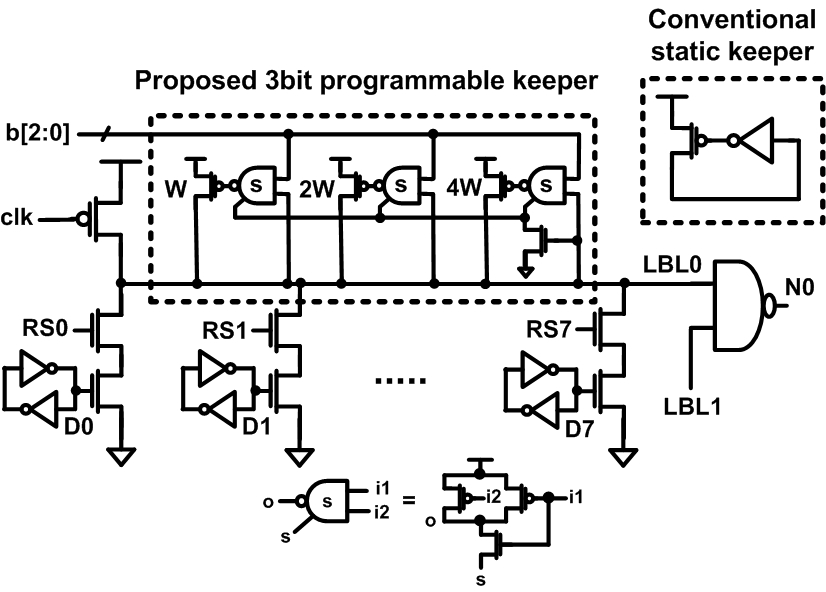 Conventional
static keeper
Proposed 3bit programmable keeper
b[2:0]
W
s
2W
s
4W
s
clk
LBL0
N0
RS0
RS1
RS7
LBL1
D0
D1
D7
.....
o
s
i1
i2
s
=
i2
i1
o
s